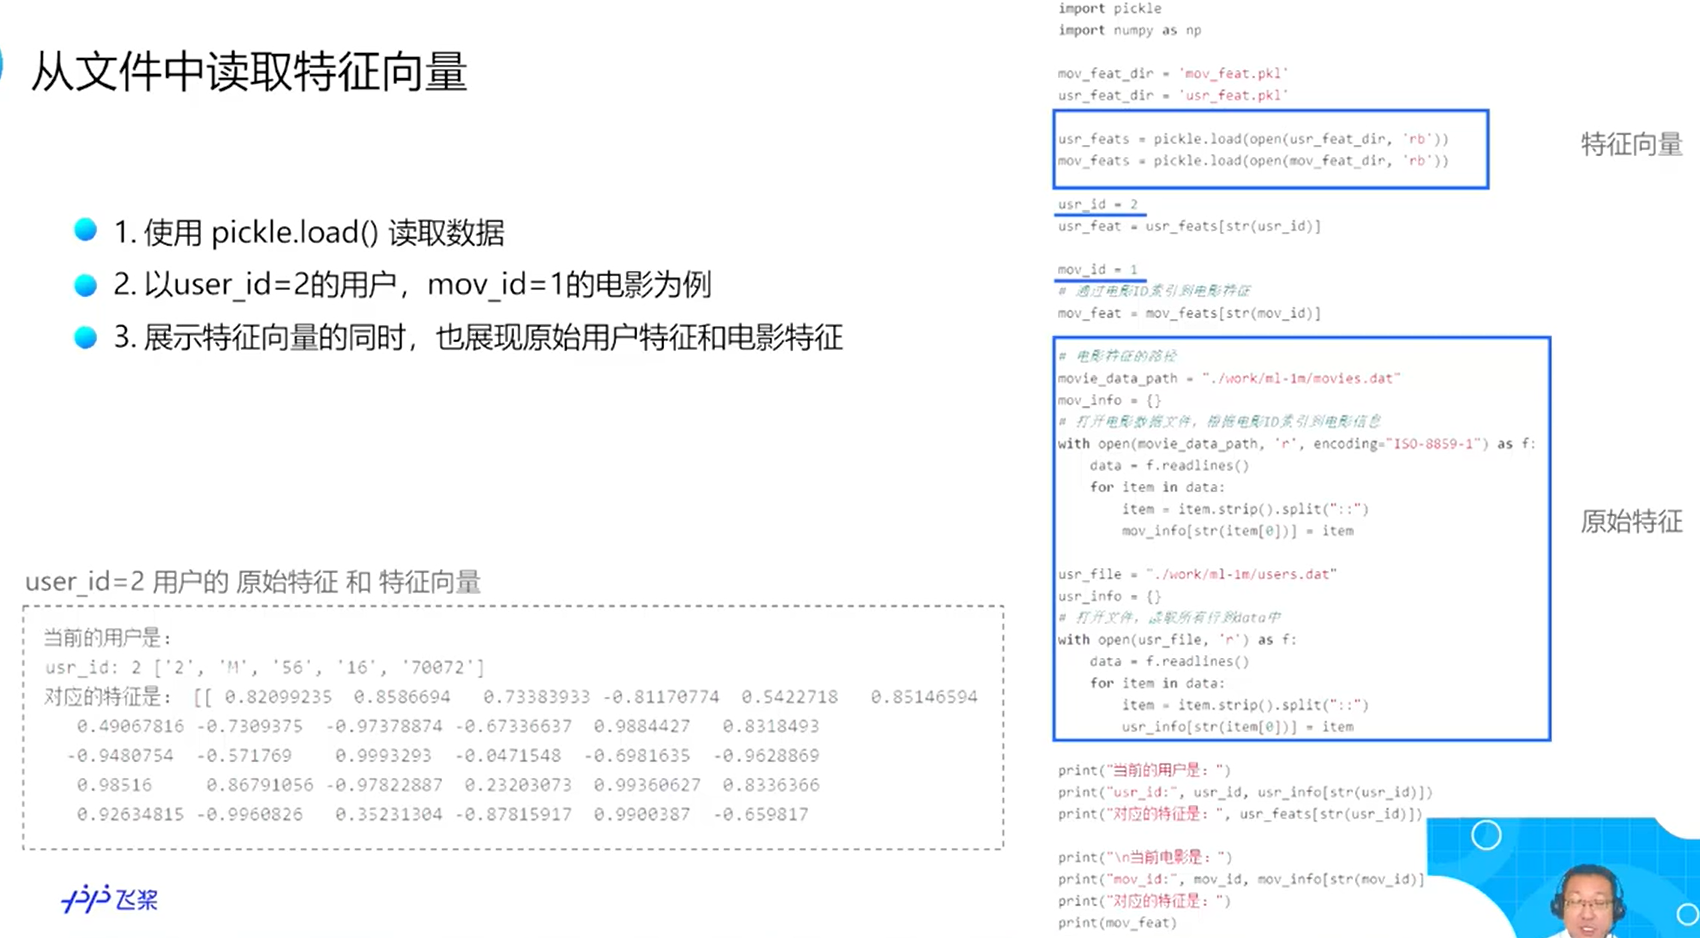 从文件中读取特征向量
1. 使用 pickle.load() 读取数据
2. 以user_id=2的用户，mov_id=1的电影为例
3. 展示特征向量的同时，也展现原始用户特征和电影特征
user_id=2 用户的 原始特征 和 特征向量
当前的用户是：
usr_id: 2 ['2', 'M', '56', '16', '70072']
对应的特征是： [[ 0.82099235 0.8586694 0.73383933 -0.81170774 0.5422718 0.85146594
0.49067816 -0.7309375 -0.97378874 -0.67336637 0.9884427 0.8318493
-0.9480754 -0.571769 0.9993293 -0.0471548 -0.6981635 -0.9628869
0.98516 0.86791056 -0.97822887 0.23203073 0.99360627 0.8336366
0.92634815 -0.9960826 0.35231304 -0.87815917 0.9900387 -0.659817
飞桨
import pickle
import numpy as np
mov_feat_dir = 'mov_feat.pkl'
usr_feat_dir = 'usr_feat.pkl'
usr_feats = pickle.load(open(usr_feat_dir, 'rb'))
mov_feats = pickle.load(open(mov_feat_dir, 'rb'))
特征向量
usr_id = 2
usr_feat = usr_feats[str(usr_id)]
mov_id = 1
# 通过电影ID索引到电影特征
mov_feat = mov_feats[str(mov_id)]
# 电影特征的路径
movie_data_path = "./work/ml-1m/movies.dat"
mov_info = {}
# 打开电影数据文件，根据电影ID索引到电影信息
with open(movie_data_path, 'r', encoding="ISO-8859-1") as f:
data = f.readlines()
for item in data:
item = item.strip().split("::")
mov_info[str(item[0])] = item
原始特征
usr_file = "./work/ml-1m/users.dat"
usr_info = {}
# 打开文件，读取所有行到data中
with open(usr_file, 'r') as f:
data = f.readlines()
for item in data:
item = item.strip().split("::")
usr_info[str(item[0])] = item
print("当前的用户是：")
print("usr_id:", usr_id, usr_info[str(usr_id)])
print("对应的特征是：", usr_feats[str(usr_id)])
print("\n当前电影是：")
print("mov_id:", mov_id, mov_info[str(mov_id)]
print("对应的特征是：")
print(mov_feat)